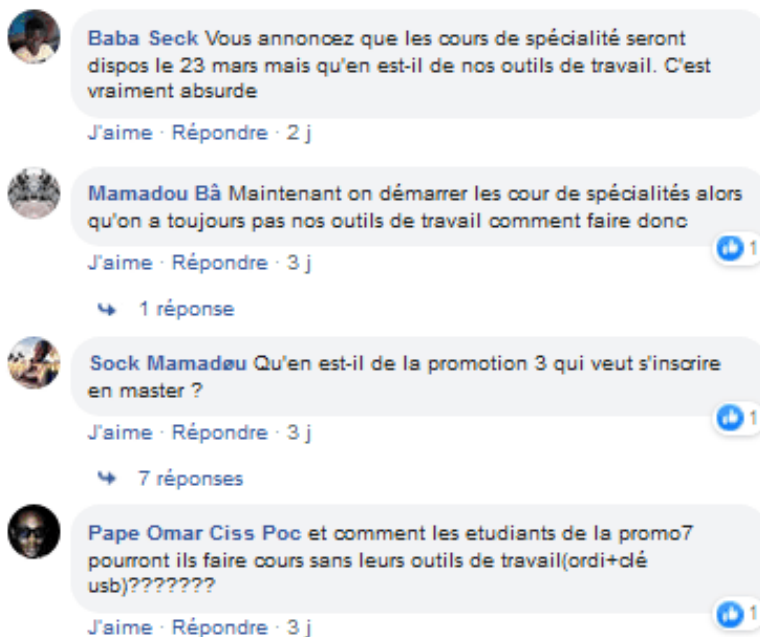 Baba Seck Vous annoncez que les cours de spécialité seront
dispos le 23 mars mais qu'en est-il de nos outils de travail. C'est
vraiment absurde
J'aime · Répondre · 2 j
Mamadou Bâ Maintenant on démarrer les cour de spécialités alors
qu'on a toujours pas nos outils de travail comment faire donc
1
J'aime · Répondre · 3 j
1 réponse
Sock Mamadøu Qu'en est-il de la promotion 3 qui veut s'inscrire
en master ?
1
J'aime · Répondre · 3 j
7 réponses
Pape Omar Ciss Poc et comment les etudiants de la promo7
pourront ils faire cours sans leurs outils de travail(ordi+clé
usb)???????
1
J'aime · Répondre · 3 j